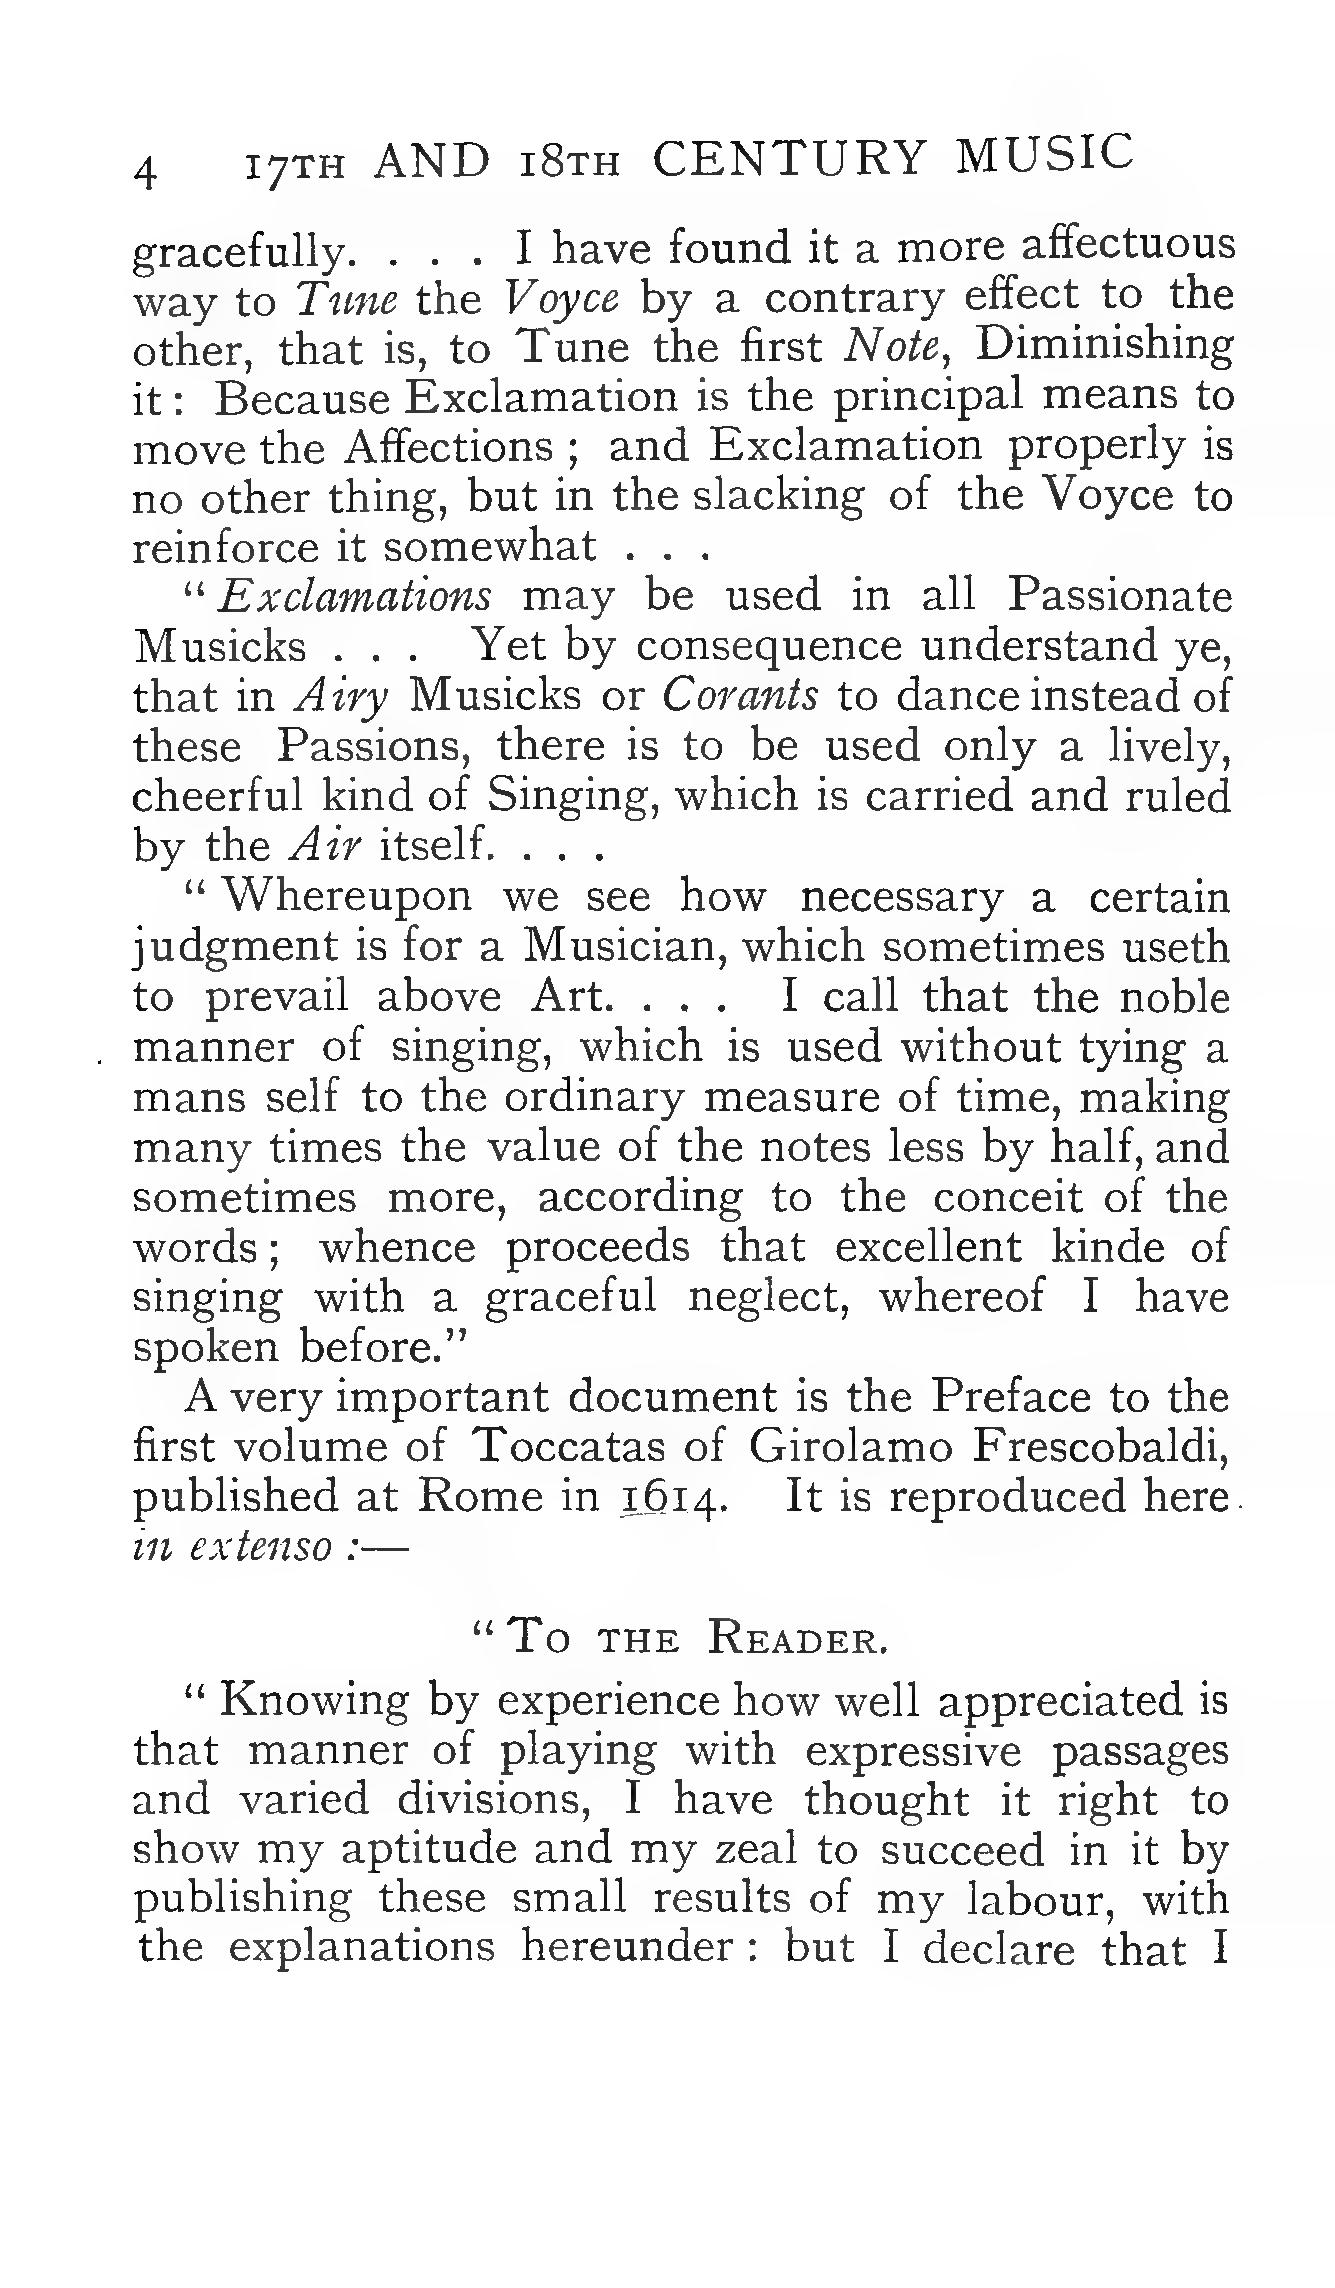 4 17TH AND 18TH CENTURY MUSIC
gracefully. . . . I have found it a more affectuous
way to Tune the Voyce by a contrary effect to the
other, that is, to Tune the first Note, Diminishing
it : Because Exclamation is the principal means to
move the Affections ; and Exclamation properly is
no other thing, but in the slacking of the Voyce to
reinforce it somewhat . . .
“ Exclamations may be used in all Passionate
Musicks . . . Yet by consequence understand ye,
that in Airy Musicks or Corants to dance instead of
these Passions, there is to be used only a lively,
cheerful kind of Singing, which is carried and ruled
by the Air itself. . . .
“ Whereupon we see how necessary a certain
judgment is for a Musician, which sometimes useth
to prevail above Art. . . . I call that the noble
manner of singing, which is used without tying a
mans self to the ordinary measure of time, making
many times the value of the notes less by half, and
sometimes more, according to the conceit of the
words ; whence proceeds that excellent kinde of
singing with a graceful neglect, whereof I have
spoken before.”
A very important document is the Preface to the
first volume of Toccatas of Girolamo Frescobaldi,
published at Rome in 1614. It is reproduced here
in extenso :—
“ To the Reader.
“ Knowing by experience how well appreciated is
that manner of playing with expressive passages
and varied divisions, I have thought it right to
show my aptitude and my zeal to succeed in it by
publishing these small results of my labour, with
the explanations hereunder : but I declare that I